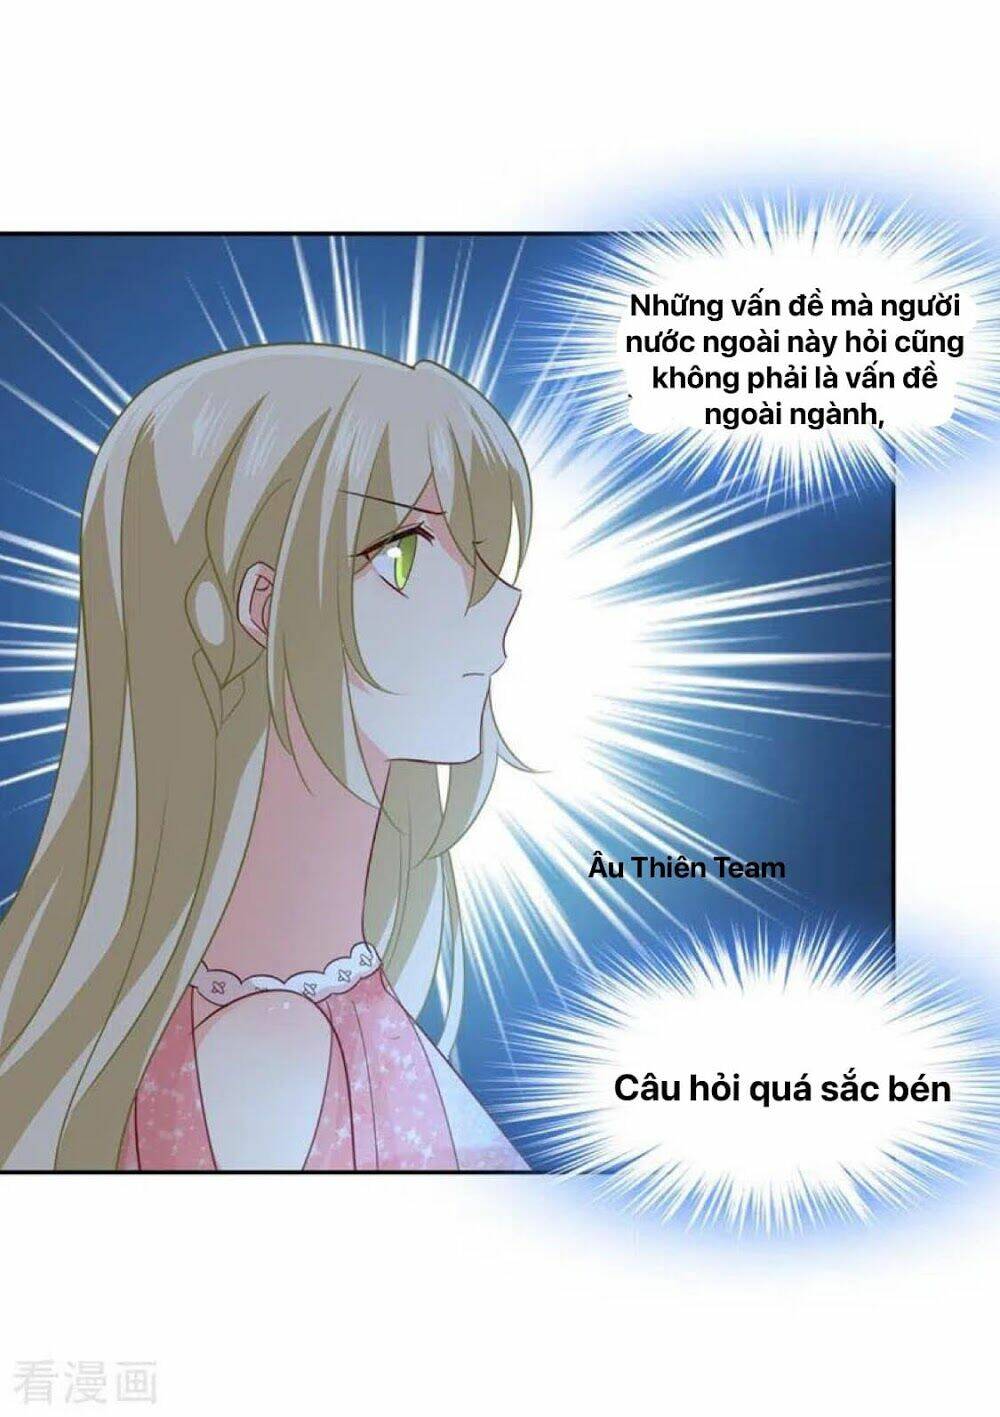 Những vấn đề mà người
nước ngoài này hỏi cũng
không phải là vấn đề
ngoài ngành,
Âu Thiên Team
Câu hỏi quá sắc bén
看漫画